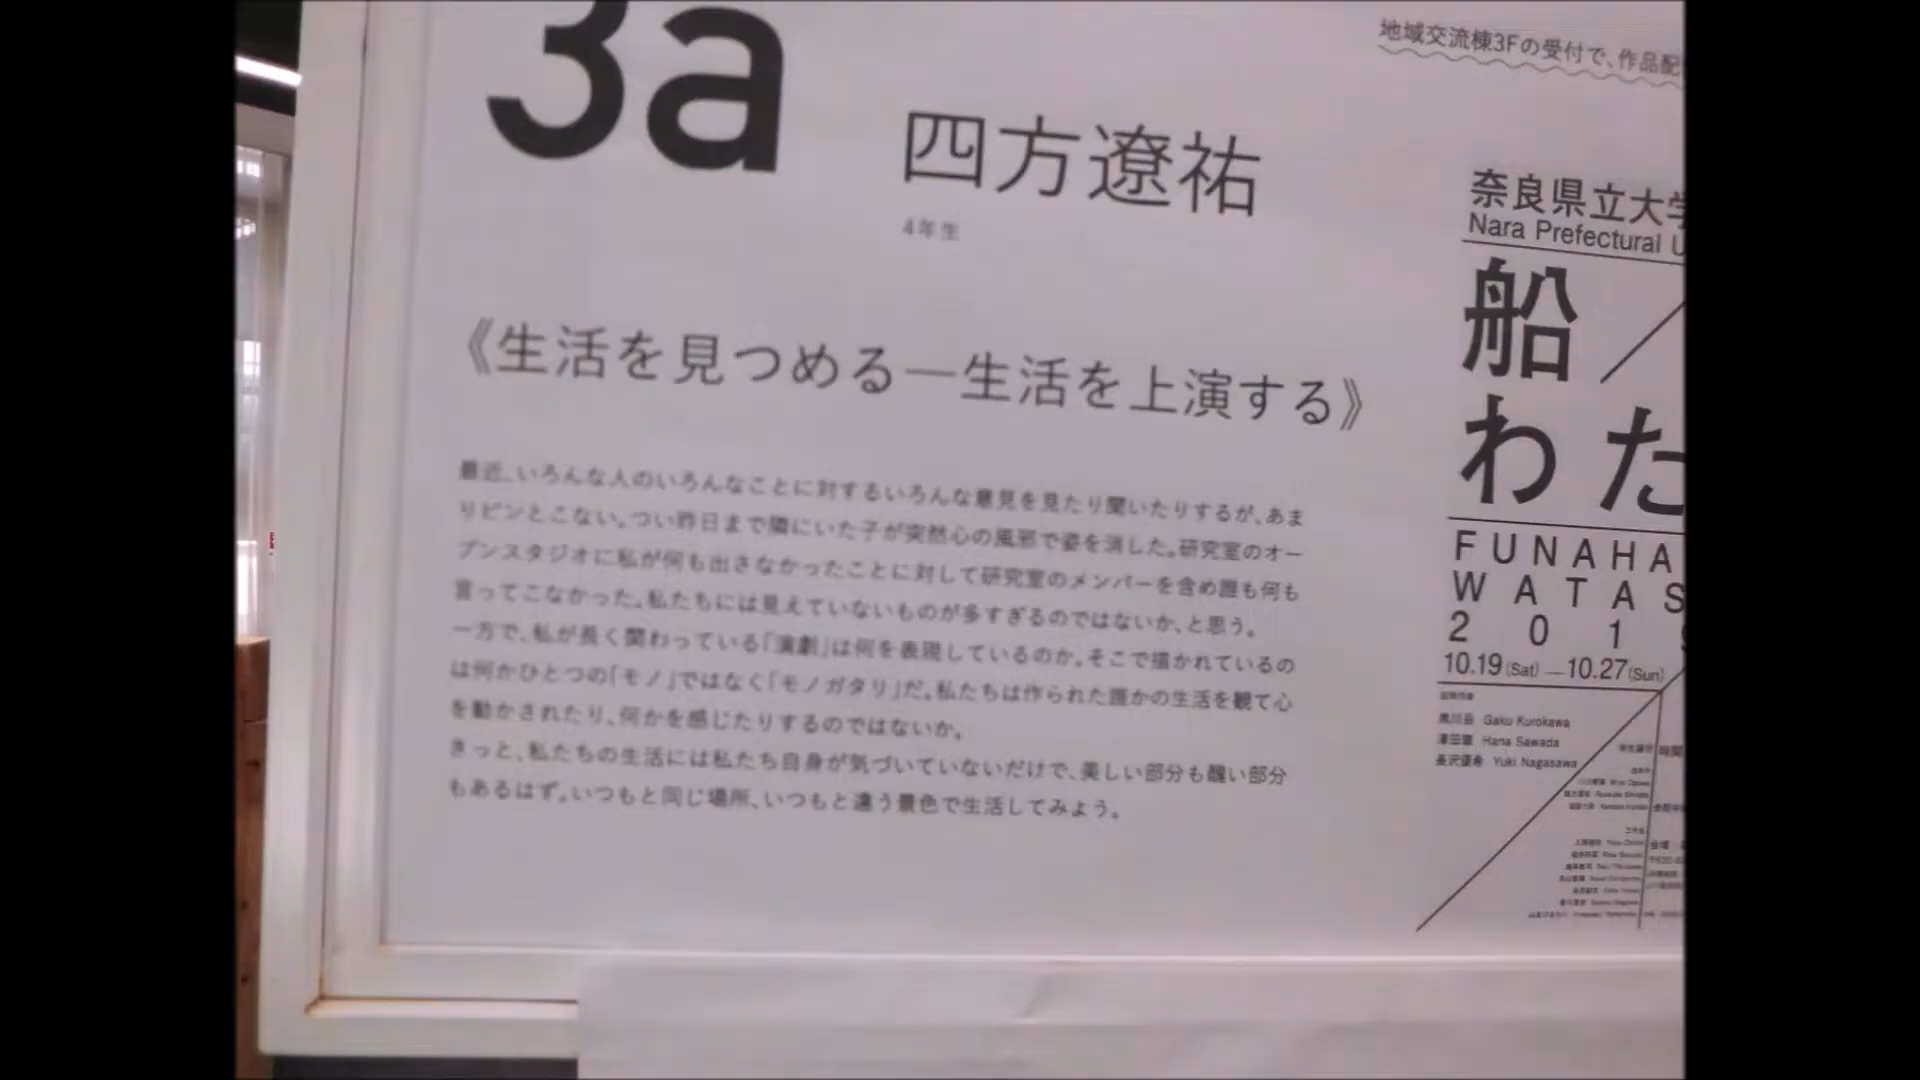 3a
四方遼祐
4年生
《生活を見つめる―生活を上演する》
最近、いろんな人のいろんなことに対するいろんな意見を見たり聞いたりするが、あま
りピンとこない。つい昨日まで隣にいた子が突然心の風邪で姿を消した。研究室のオー
プンスタジオに私が何も出さなかったことに対して研究室のメンバーを含め誰も何も
言ってこなかった。私たちには見えていないものが多すぎるのではないか、と思う。
一方で、私が長く関わっている「演劇」は何を表現しているのか。そこで描かれているの
は何かひとつの「モノ」ではなく「モノガタリ」だ。私たちは作られた誰かの生活を観て心
を動かされたり、何かを感じたりするのではないか。
きっと、私たちの生活には私たち自身が気づいていないだけで、美しい部分も醜い部分
もあるはず。いつもと同じ場所、いつもと違う景色で生活してみよう。
地域交流棟3Fの受付で、作品配
奈良県立大学
Nara Prefectural U
船／
わた
FUNAHA
WATAS
201
10.19(Sat)—10.27(Sun)
黒川岳 Gaku Kurokawa
澤田華 Hana Sawada
長沢優希 Yuki Nagasawa
時間
会場